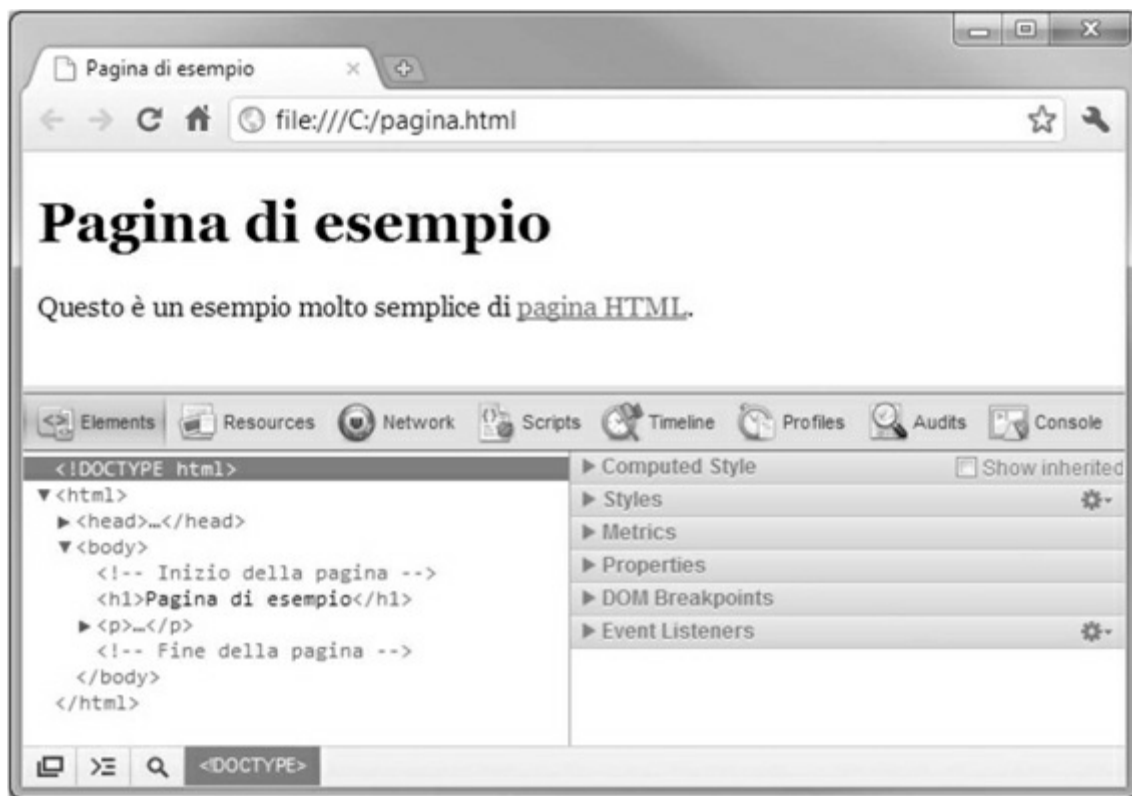 Pagina di esempio
file:///C:/pagina.html
Pagina di esempio
Questo è un esempio molto semplice di pagina HTML.
Elements Resources Network Scripts Timeline Profiles Audits Console
<!DOCTYPE html>
<html>
<head>…</head>
<body>
<!-- Inizio della pagina -->
<h1>Pagina di esempio</h1>
<p>…</p>
<!-- Fine della pagina -->
</body>
</html>
Computed Style Show inherited
Styles
Metrics
Properties
DOM Breakpoints
Event Listeners
<!DOCTYPE>